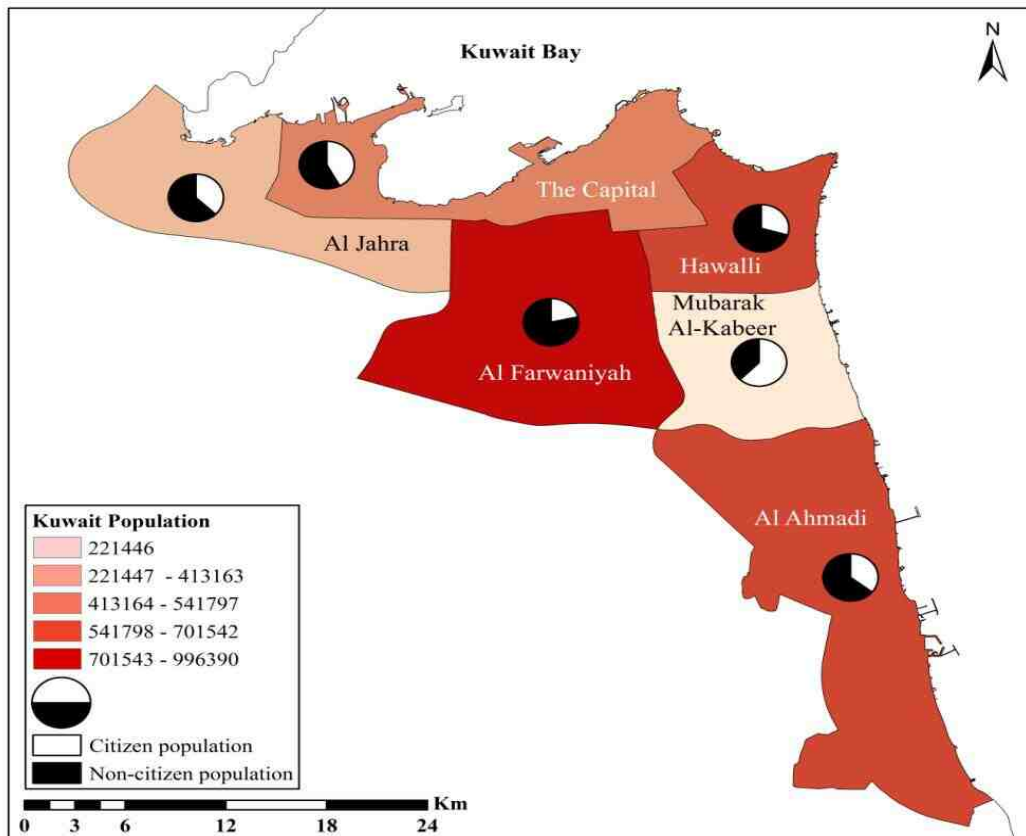 N
Kuwait Bay
The Capital
Al Jahra
Hawalli
Mubarak
Al-Kabeer
Al Farwaniyah
Al Ahmadi
Kuwait Population
221446
221447 - 413163
413164 - 541797
541798 - 701542
701543 - 996390
Citizen population
Non-citizen population
Km
0 3 6 12 18 24